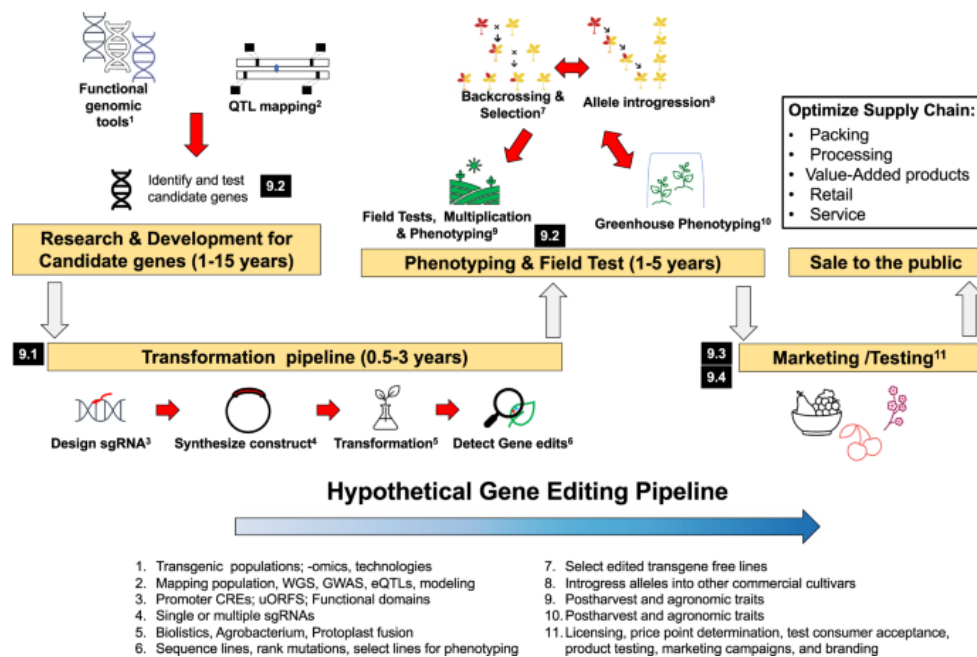 Functional
genomic
tools1
QTL mapping2
Identify and test
candidate genes
9.2
Research & Development for
Candidate genes (1-15 years)
Backcrossing &
Selection7
Allele introgression8
Field Tests, Multiplication
& Phenotyping9
9.2
Greenhouse Phenotyping10
Phenotyping & Field Test (1-5 years)
Optimize Supply Chain:
• Packing
• Processing
• Value-Added products
• Retail
• Service
Sale to the public
9.1
Transformation pipeline (0.5-3 years)
9.3
9.4
Marketing /Testing11
Design sgRNA3
Synthesize construct4
Transformation5
Detect Gene edits6
Hypothetical Gene Editing Pipeline
1. Transgenic populations; -omics, technologies
2. Mapping population, WGS, GWAS, eQTLs, modeling
3. Promoter CREs; uORFS; Functional domains
4. Single or multiple sgRNAs
5. Biolistics, Agrobacterium, Protoplast fusion
6. Sequence lines, rank mutations, select lines for phenotyping
7. Select edited transgene free lines
8. Introgress alleles into other commercial cultivars
9. Postharvest and agronomic traits
10. Postharvest and agronomic traits
11. Licensing, price point determination, test consumer acceptance,
product testing, marketing campaigns, and branding